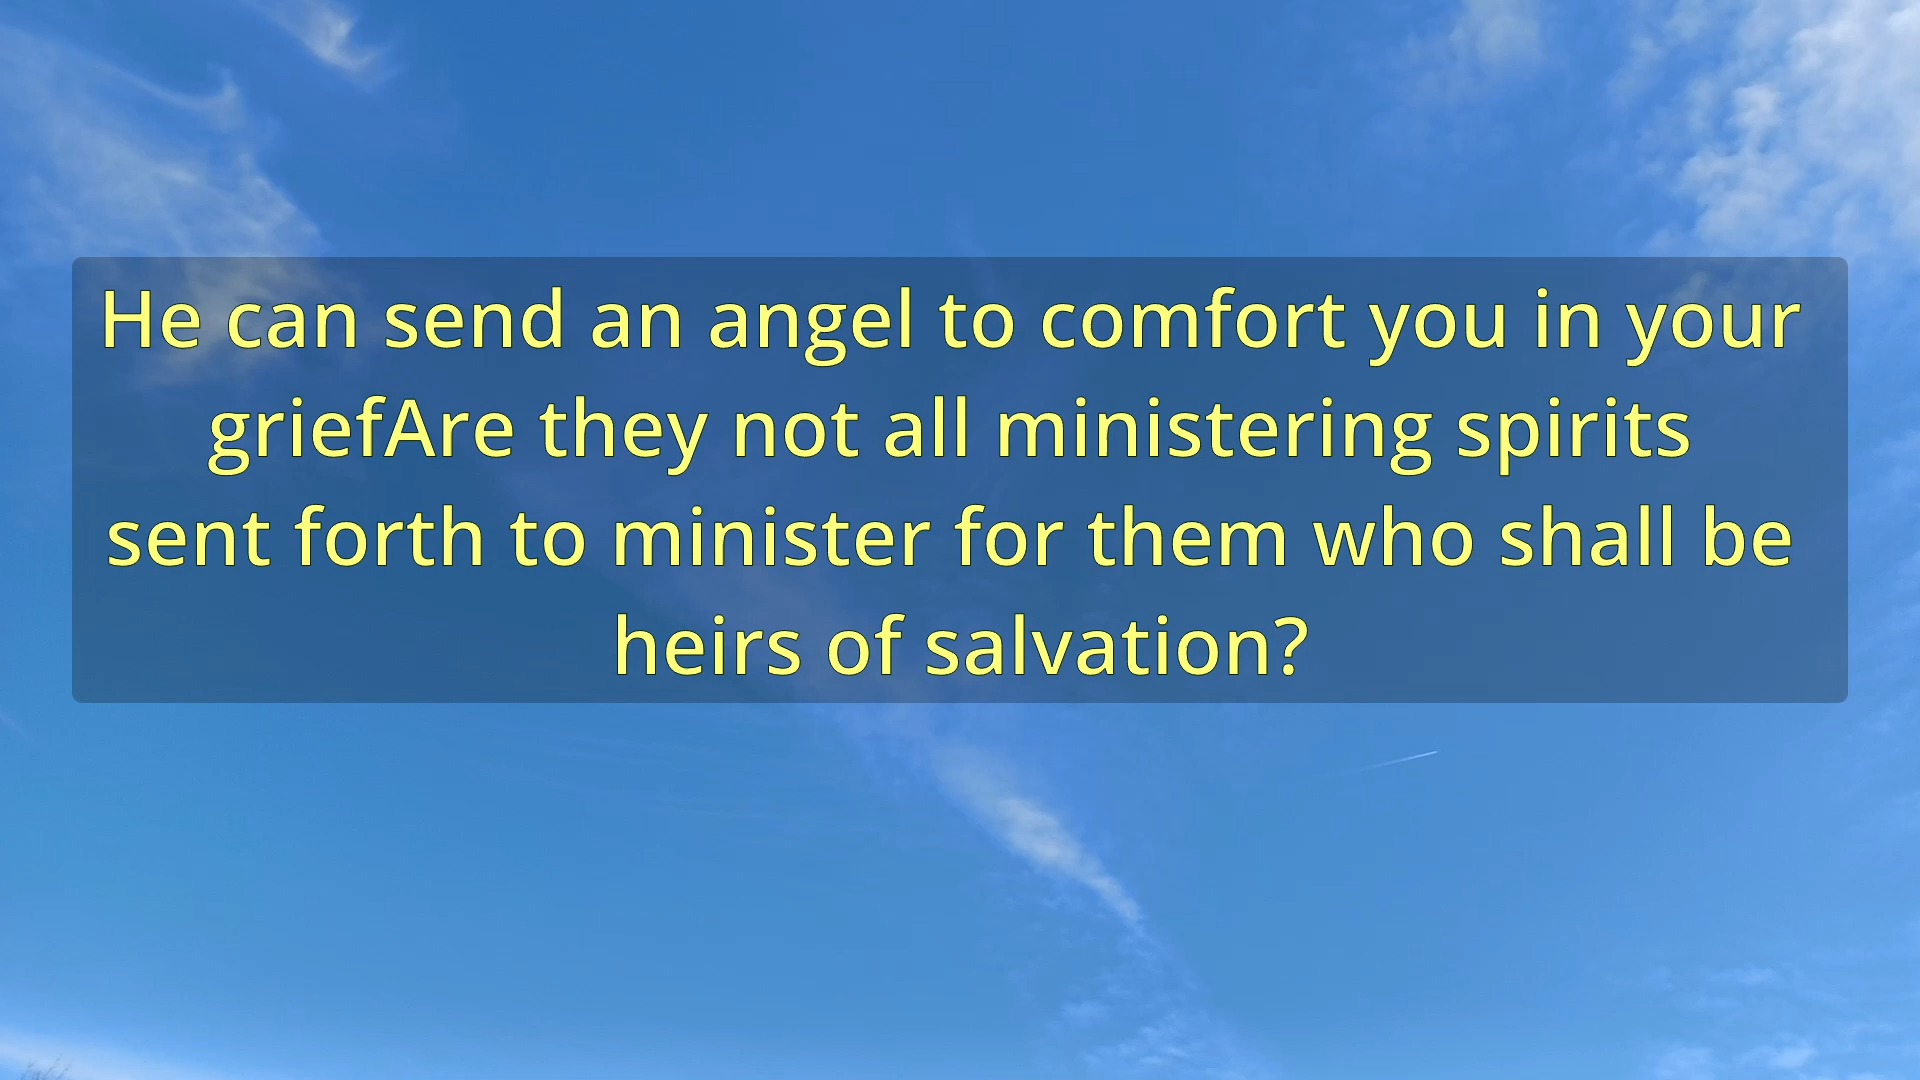 He can send an angel to comfort you in your
griefAre they not all ministering spirits
sent forth to minister for them who shall be
heirs of salvation?